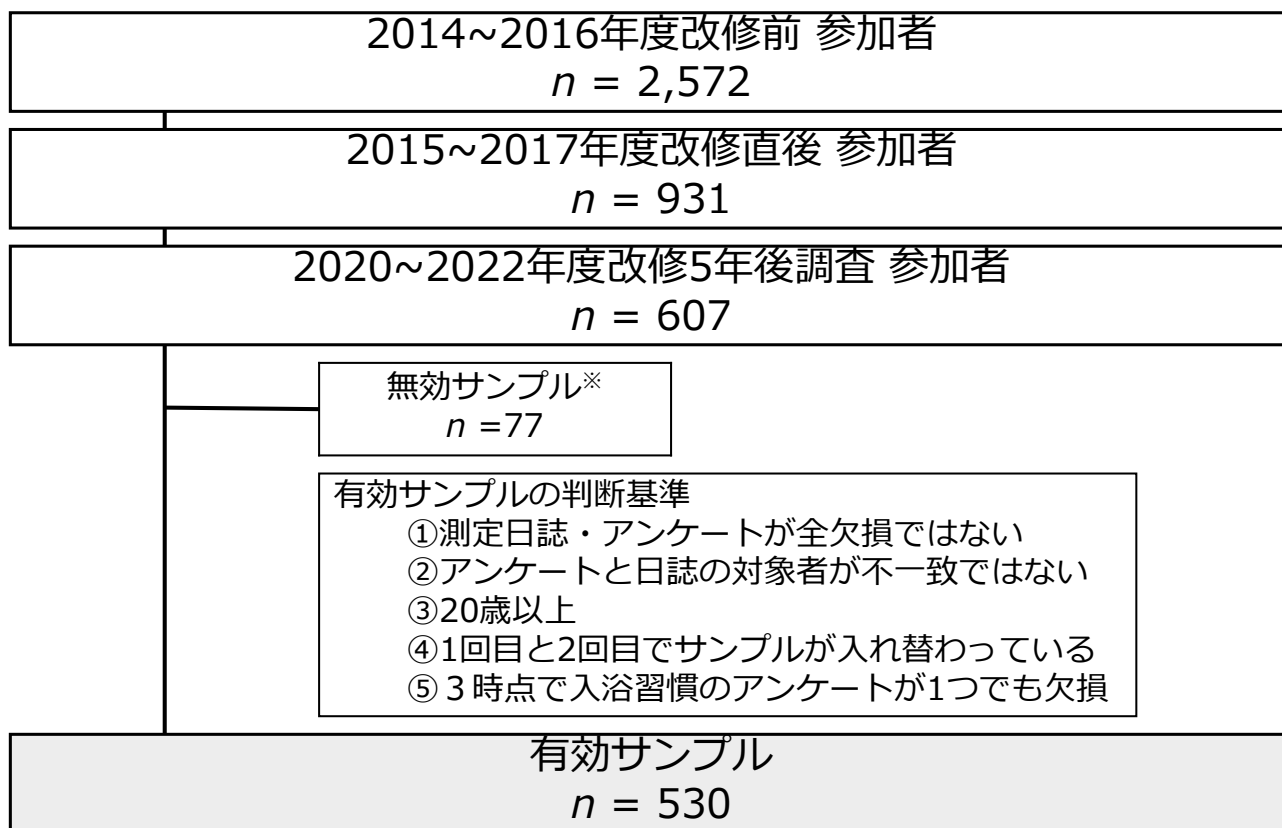 2014~2016年度改修前 参加者
n = 2,572
2015~2017年度改修直後 参加者
n = 931
2020~2022年度改修5年後調査 参加者
n = 607
無効サンプル※
n =77
有効サンプルの判断基準
①測定日誌・アンケートが全欠損ではない
②アンケートと日誌の対象者が不一致ではない
③20歳以上
④1回目と2回目でサンプルが入れ替わっている
⑤３時点で入浴習慣のアンケートが1つでも欠損
有効サンプル
n = 530